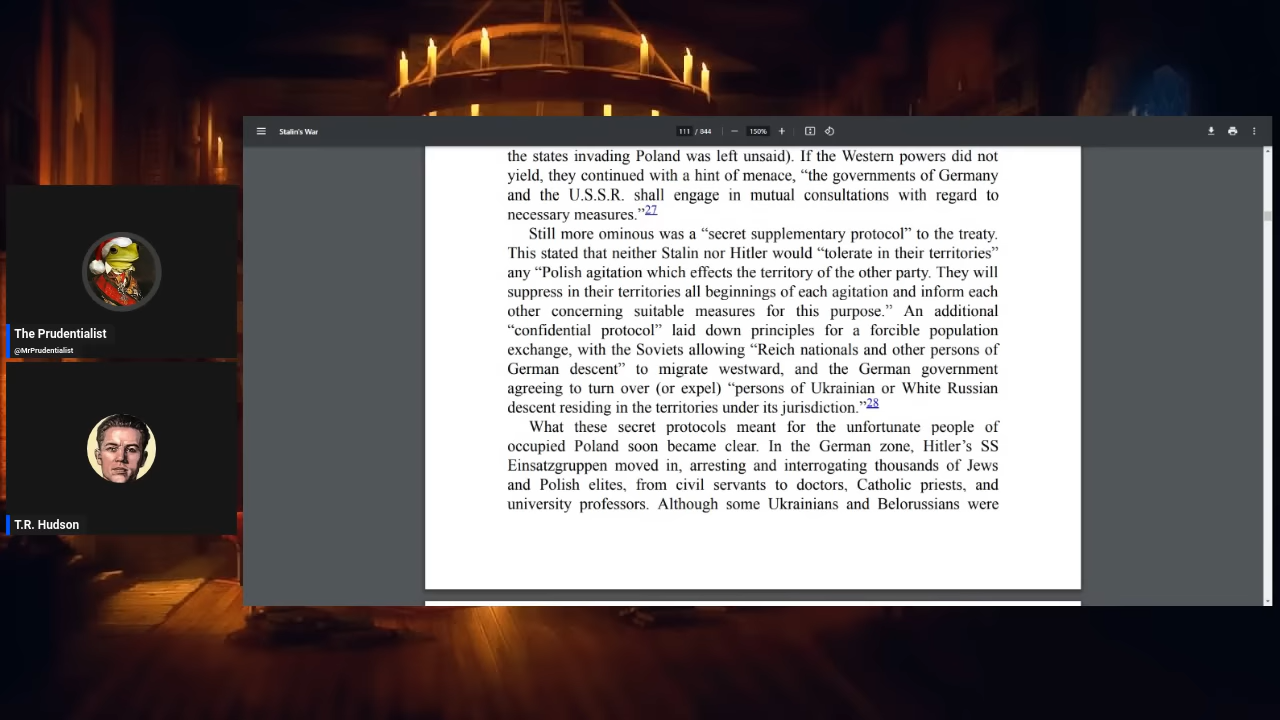 Stalin's War
111 / 844
150%
the states invading Poland was left unsaid). If the Western powers did not
yield, they continued with a hint of menace, “the governments of Germany
and the U.S.S.R. shall engage in mutual consultations with regard to
necessary measures.”27
Still more ominous was a “secret supplementary protocol” to the treaty.
This stated that neither Stalin nor Hitler would “tolerate in their territories”
any “Polish agitation which effects the territory of the other party. They will
suppress in their territories all beginnings of each agitation and inform each
other concerning suitable measures for this purpose.” An additional
“confidential protocol” laid down principles for a forcible population
exchange, with the Soviets allowing “Reich nationals and other persons of
German descent” to migrate westward, and the German government
agreeing to turn over (or expel) “persons of Ukrainian or White Russian
descent residing in the territories under its jurisdiction.”28
What these secret protocols meant for the unfortunate people of
occupied Poland soon became clear. In the German zone, Hitler’s SS
Einsatzgruppen moved in, arresting and interrogating thousands of Jews
and Polish elites, from civil servants to doctors, Catholic priests, and
university professors. Although some Ukrainians and Belorussians were
The Prudentialist
@MrPrudentialist
T.R. Hudson